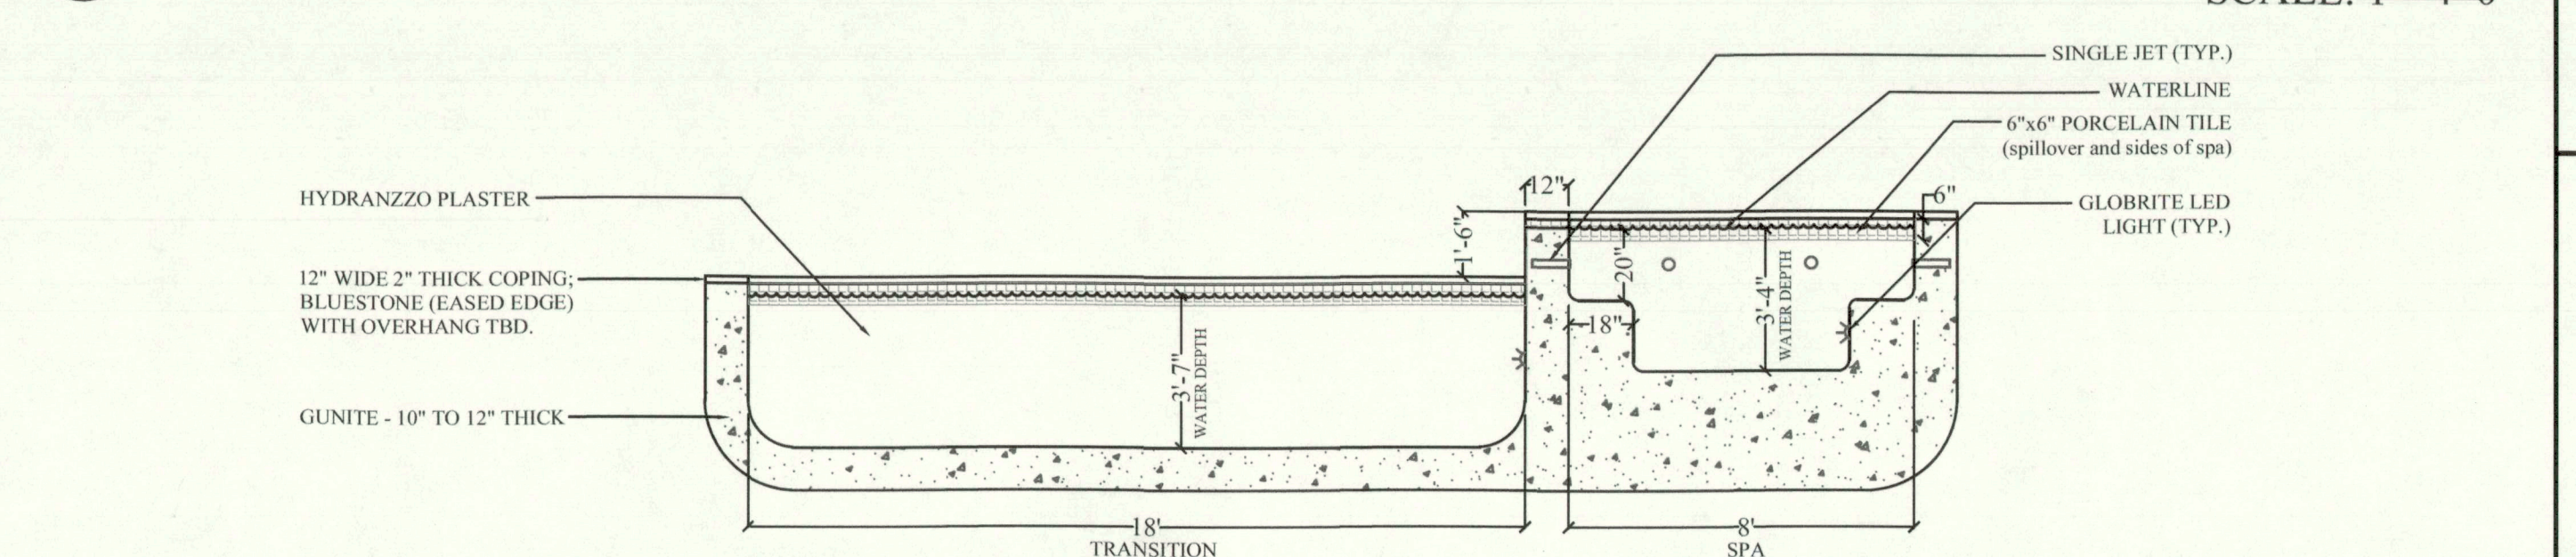 SINGLE JET (TYP.)
WATERLINE
6"x6" PORCELAIN TILE
(spillover and sides of spa)
GLOBRITE LED
LIGHT (TYP.)
HYDRANZZO PLASTER
12" WIDE 2" THICK COPING;
BLUESTONE (EASED EDGE)
WITH OVERHANG TBD.
GUNITE - 10" TO 12" THICK
12"
6"
1'-6"
20"
18"
3'-4"
WATER DEPTH
3'-7"
WATER DEPTH
18'
TRANSITION
8'
SPA